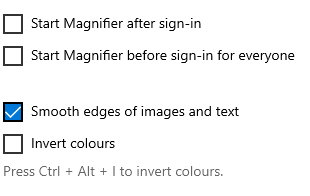 Start Magnifier after sign-in
Start Magnifier before sign-in for everyone
Smooth edges of images and text
Invert colours
Press Ctrl + Alt + I to invert colours.